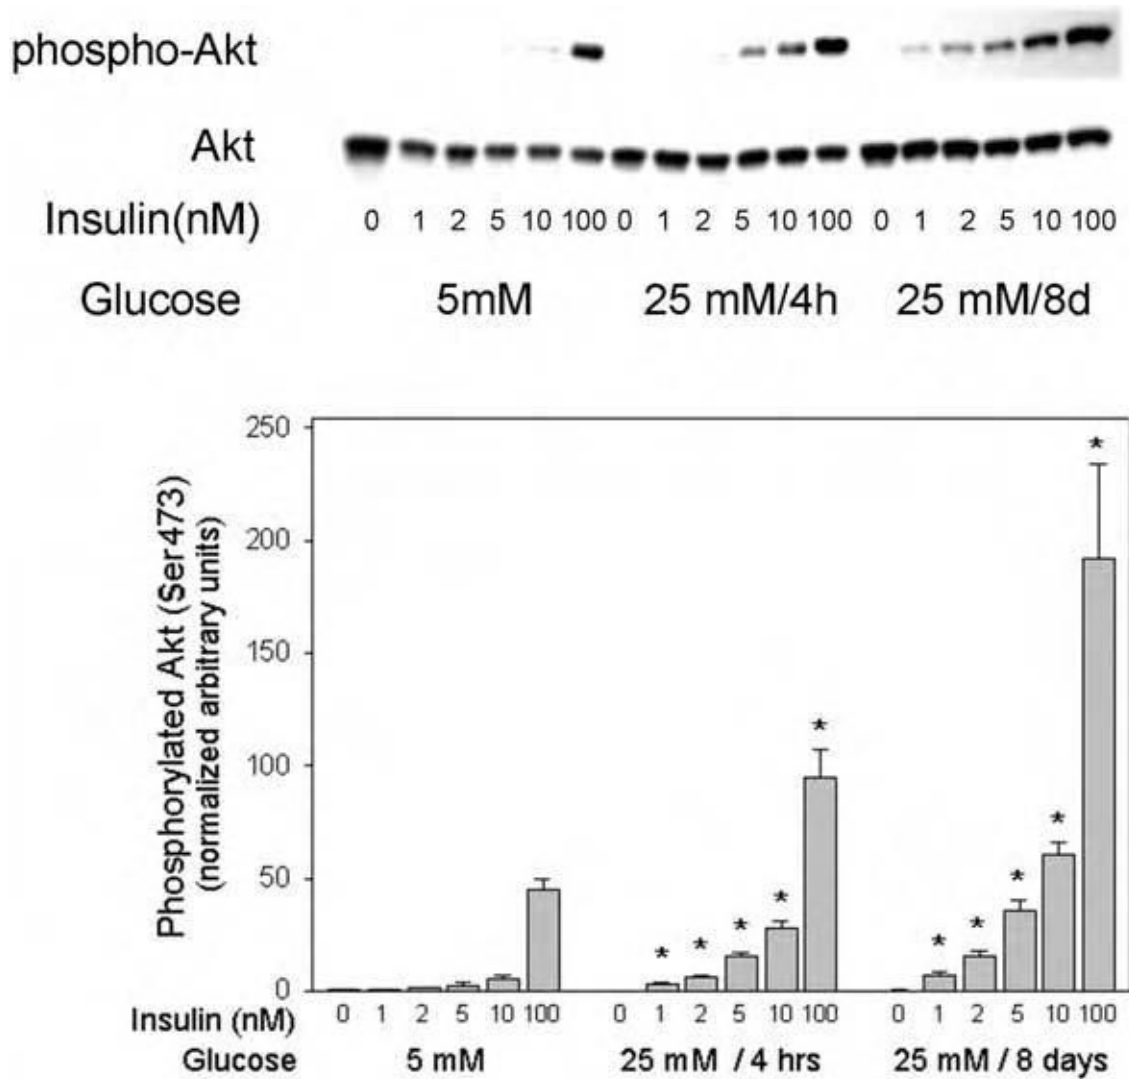 phospho-Akt
Akt
Insulin(nM) 0 1 2 5 10 100 0 1 2 5 10 100 0 1 2 5 10 100
Glucose 5mM 25 mM/4h 25 mM/8d
Phosphorylated Akt (Ser473)
(normalized arbitrary units)
250
200
150
100
50
0
* * * * *
* * * * *
Insulin (nM) 0 1 2 5 10 100 0 1 2 5 10 100 0 1 2 5 10 100
Glucose 5 mM 25 mM / 4 hrs 25 mM / 8 days